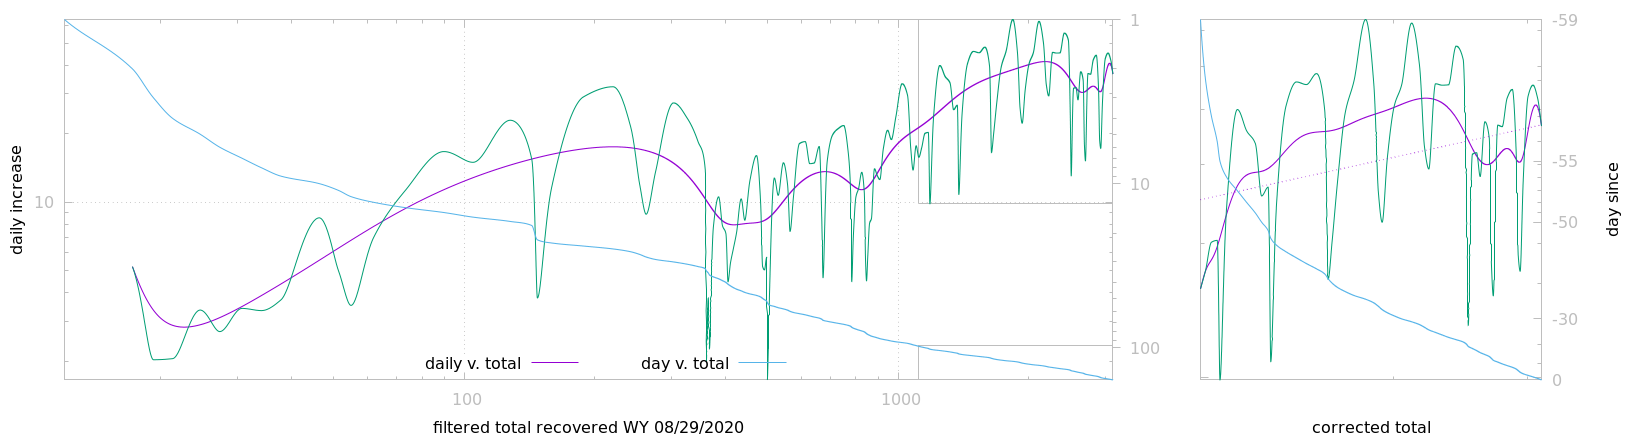 1
-59
daily increase
10
10
-55
-50
day since
-30
daily v. total
day v. total
100
0
100
1000
filtered total recovered WY 08/29/2020
corrected total